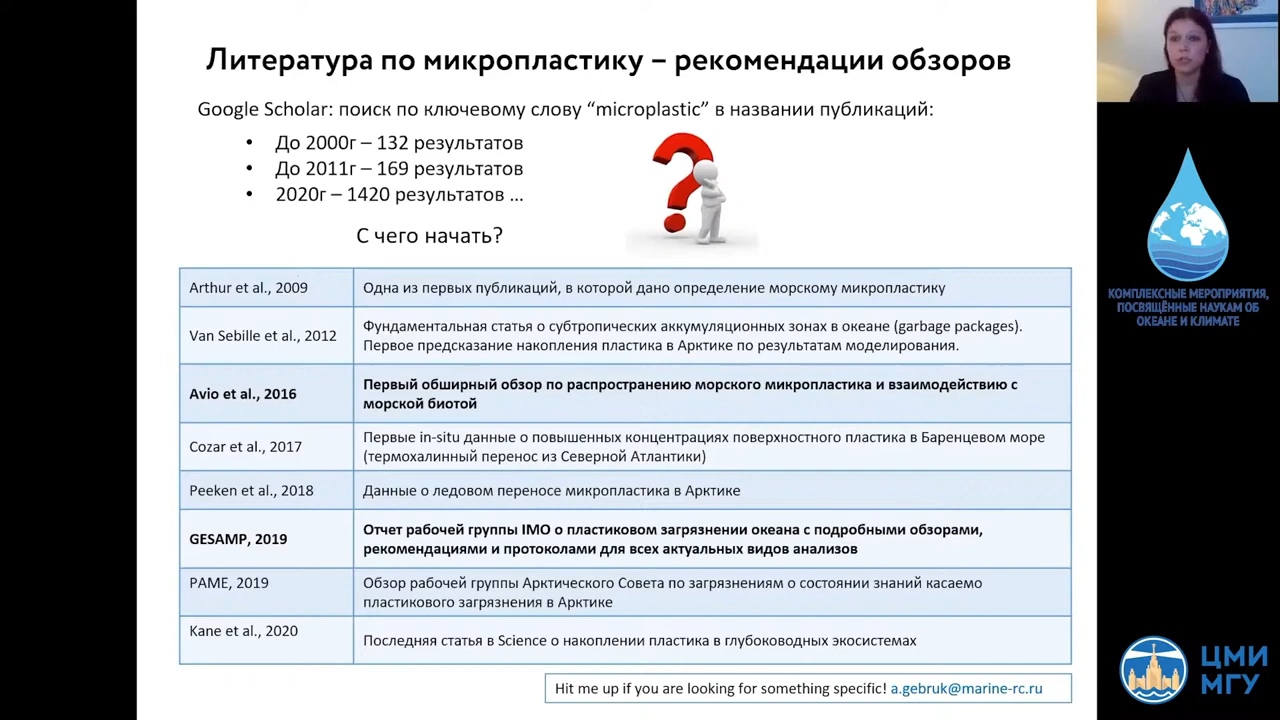 Литература по микропластику – рекомендации обзоров
Google Scholar: поиск по ключевому слову “microplastic” в названии публикаций:
• До 2000г – 132 результатов
• До 2011г – 169 результатов
• 2020г – 1420 результатов ...
С чего начать?
Arthur et al., 2009
Одна из первых публикаций, в которой дано определение морскому микропластику
Van Sebille et al., 2012
Фундаментальная статья о субтропических аккумуляционных зонах в океане (garbage packages).
Первое предсказание накопления пластика в Арктике по результатам моделирования.
Avio et al., 2016
Первый обширный обзор по распространению морского микропластика и взаимодействию с
морской биотой
Cozar et al., 2017
Первые in-situ данные о повышенных концентрациях поверхностного пластика в Баренцевом море
(термохалинный перенос из Северной Атлантики)
Peeken et al., 2018
Данные о ледовом переносе микропластика в Арктике
GESAMP, 2019
Отчет рабочей группы IMO о пластиковом загрязнении океана с подробными обзорами,
рекомендациями и протоколами для всех актуальных видов анализов
PAME, 2019
Обзор рабочей группы Арктического Совета по загрязнениям о состоянии знаний касаемо
пластикового загрязнения в Арктике
Kane et al., 2020
Последняя статья в Science о накоплении пластика в глубоководных экосистемах
Hit me up if you are looking for something specific! a.gebruk@marine-rc.ru
КОМПЛЕКСНЫЕ МЕРОПРИЯТИЯ,
ПОСВЯЩЁННЫЕ НАУКАМ ОБ
ОКЕАНЕ И КЛИМАТЕ
ЦМИ
МГУ